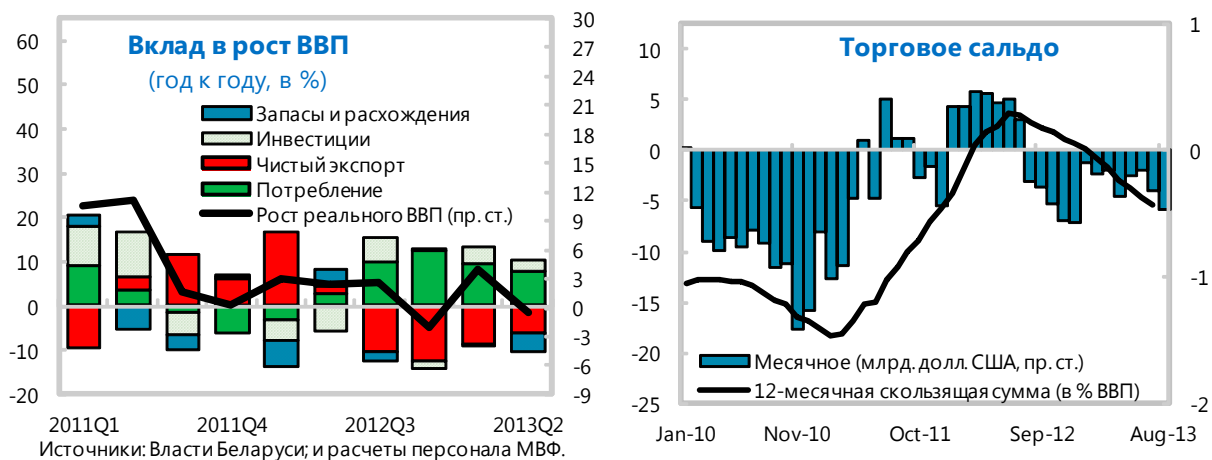 Вклад в рост ВВП
(год к году, в %)
Запасы и расхождения
Инвестиции
Чистый экспорт
Потребление
Рост реального ВВП (пр. ст.)
60
50
40
30
20
10
0
-10
-20
30
27
24
21
18
15
12
9
6
3
0
-3
-6
-9
2011Q1
2011Q4
2012Q3
2013Q2
Источники: Власти Беларуси; и расчеты персонала МВФ.
Торговое сальдо
10
5
0
-5
-10
-15
-20
-25
1
0
-1
-2
Месячное (млрд. долл. США, пр. ст.)
12-месячная скользящая сумма (в % ВВП)
Jan-10
Nov-10
Oct-11
Sep-12
Aug-13